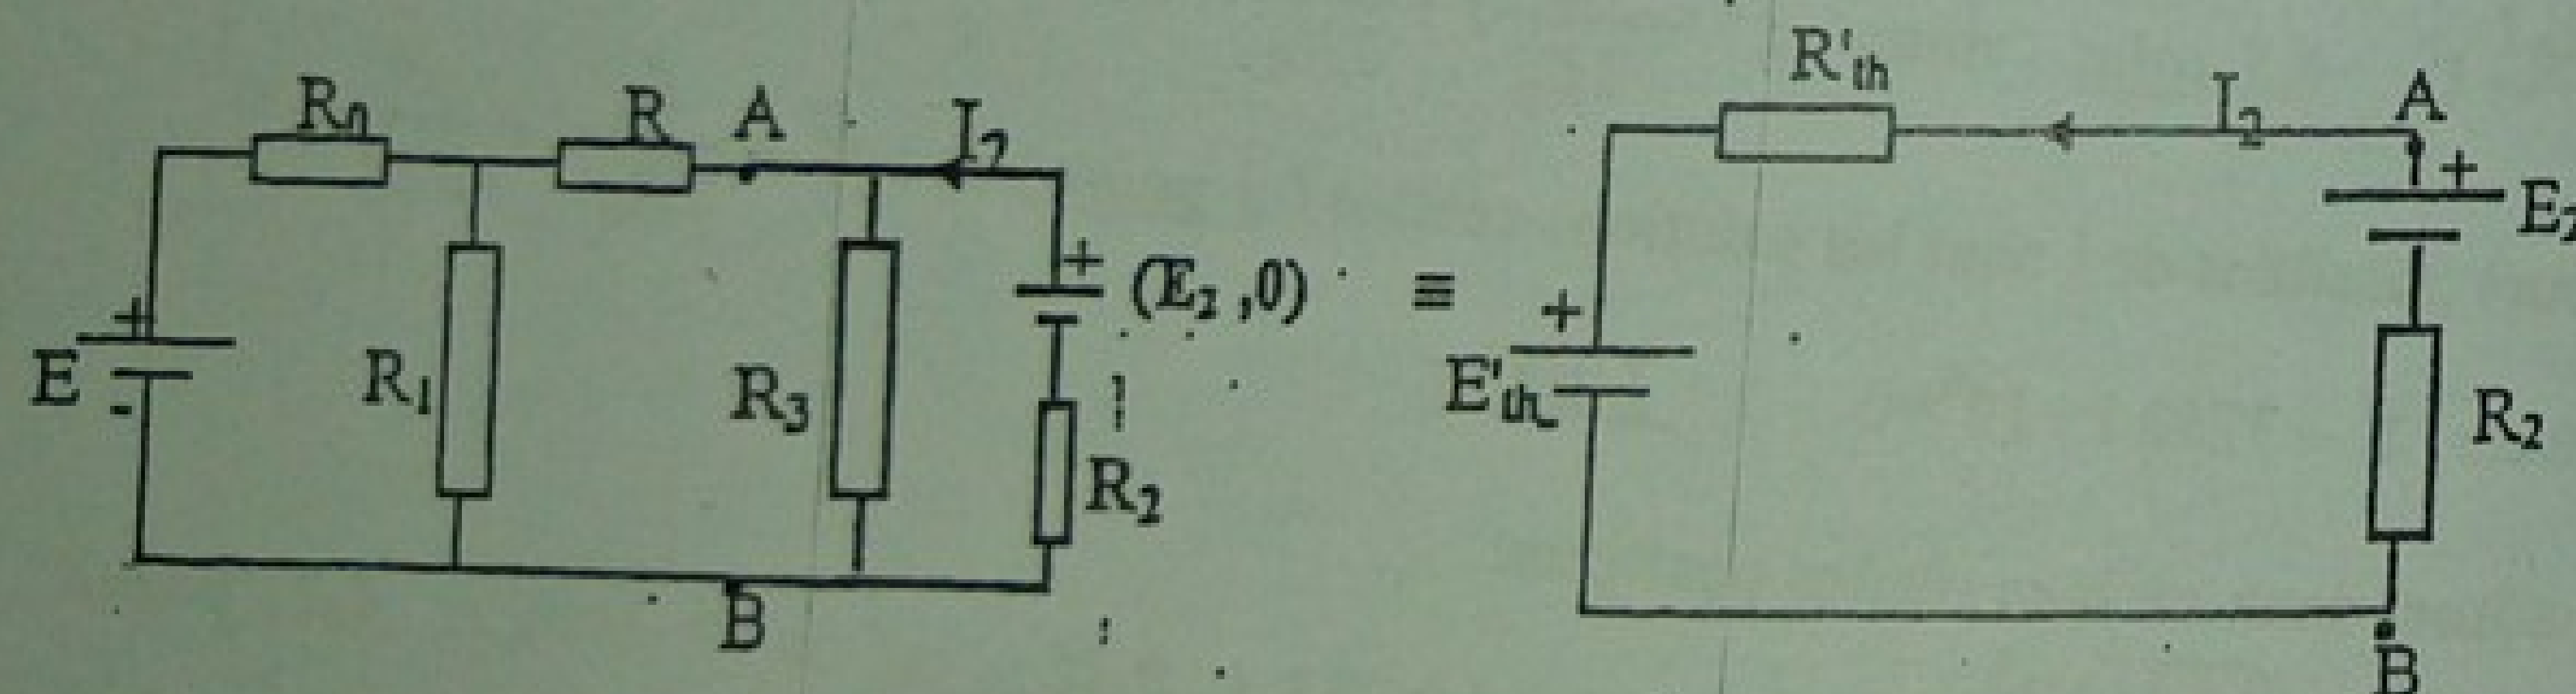 R₀ R A I₂
+
E
-
R₁
R₃
+ (E₂ ,0)
R₂
B
≡
R'th I₂ A
+
E'th
+
E₂
R₂
B